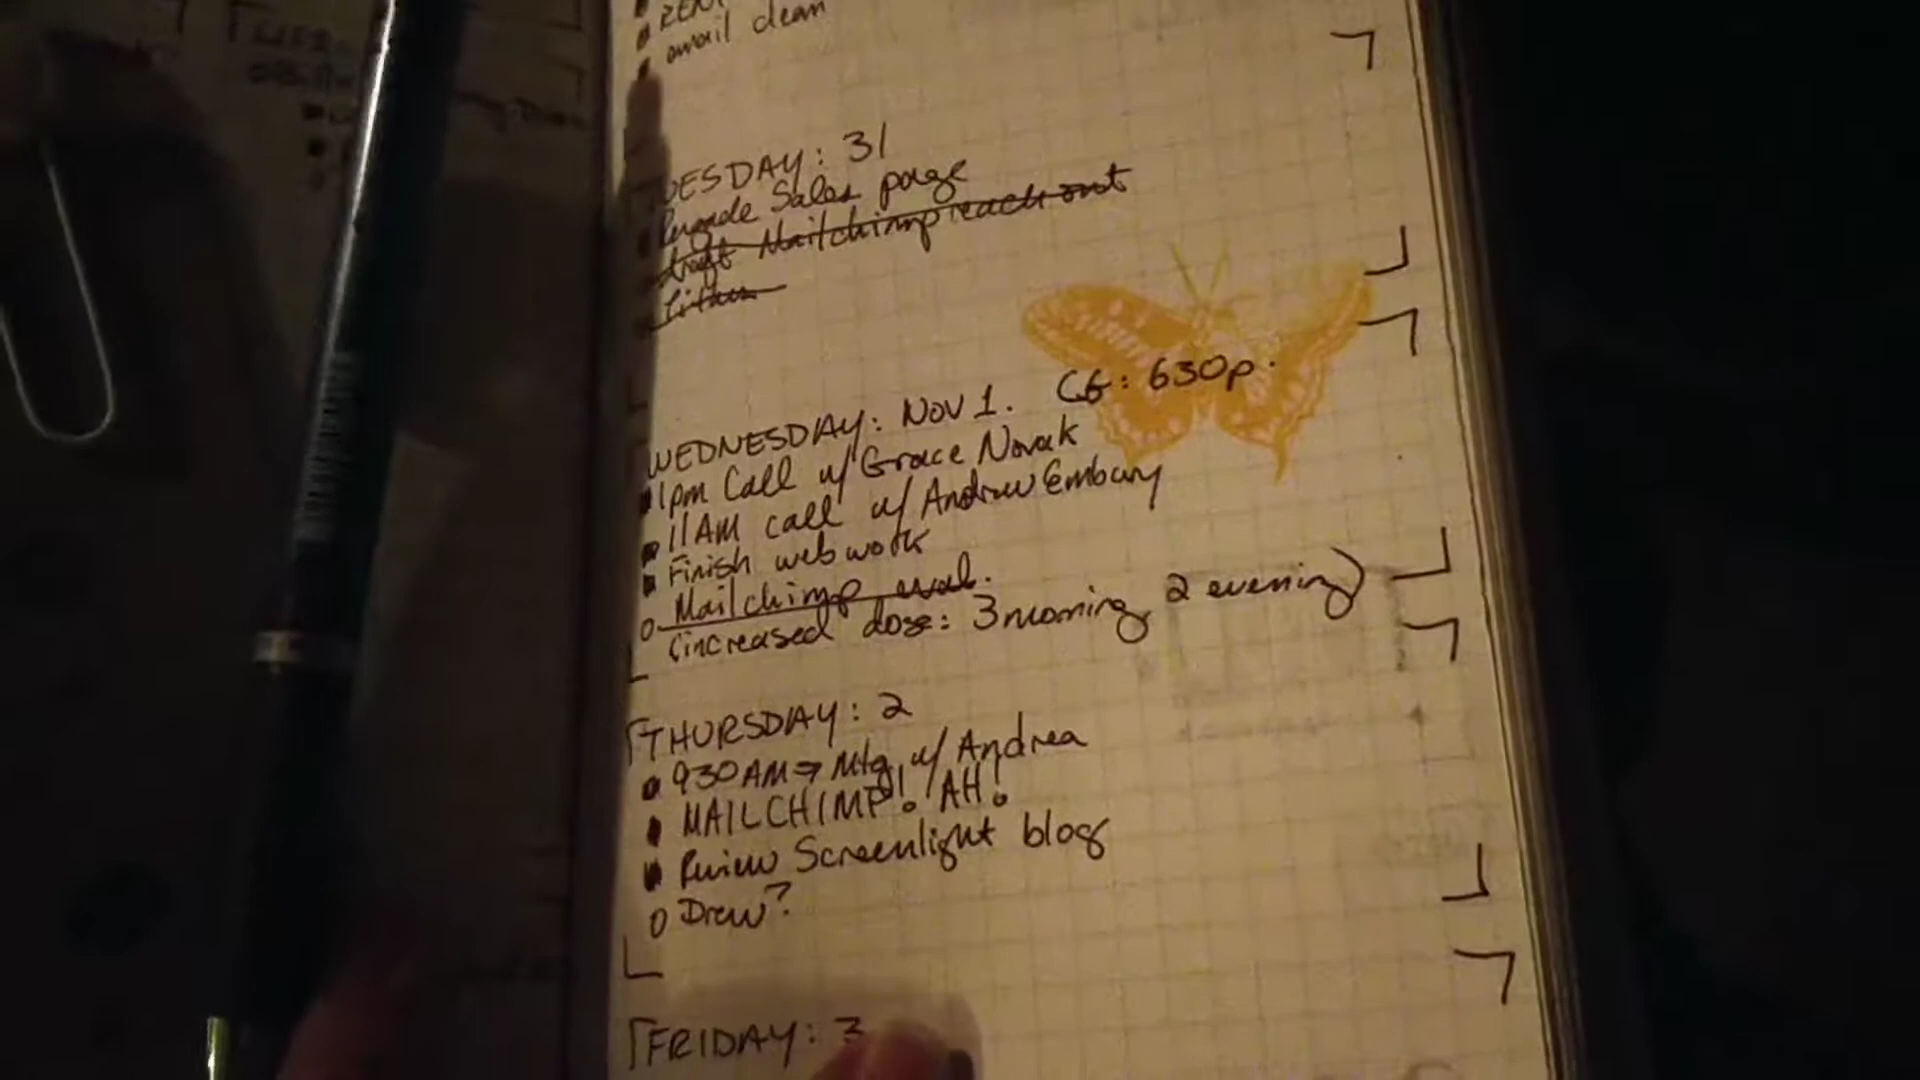 email clean
TUESDAY: 31
Sales page
draft Mailchimp reach out
WEDNESDAY: NOV 1. CG: 630p.
1pm Call w/ Grace Novak
11AM call w/ Andrew Embury
Finish web work
Mailchimp eval.
(increased dose: 3 morning, 2 evening)
THURSDAY: 2
930AM → Mtg w/ Andrea
MAILCHIMP! AH!
Review Screenlight blog
Drew?
FRIDAY: 3